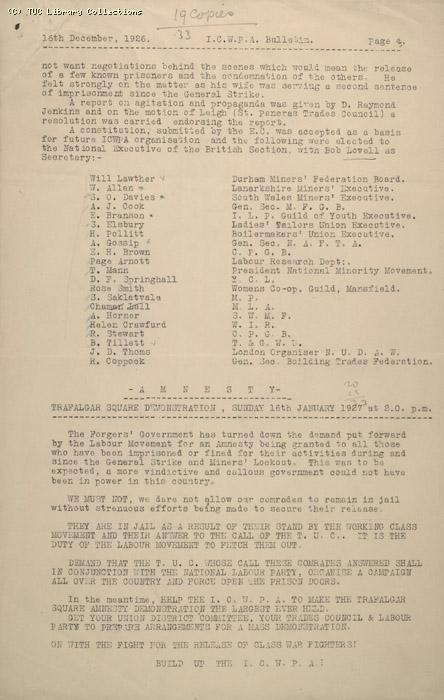 (C) TUC Library Collections
19 Copies
33
16th December, 1926. I.C.W.P.A. Bulletin. Page 4.
not want negotiations behind the scenes which would mean the release
of a few known prisoners and the condemnation of the others. He
felt strongly on the matter as his wife was serving a second sentence
of imprisonment since the General Strike.
A report on agitation and propaganda was given by D. Raymond
Jenkins and on the motion of Leigh (St. Pancras Trades Council) a
resolution was carried endorsing the report.
A constitution, submitted by the E.C. was accepted as a basis
for future ICWPA organisation and the following were elected to
the National Executive of the British Section, with Bob Lovell as
Secretary:-
Will Lawther Durham Miners' Federation Board.
W. Allan Lanarkshire Miners' Executive.
S. O. Davies South Wales Miners' Executive.
A. J. Cook Gen. Sec. M. F. G. B.
E. Branson I. L. P. Guild of Youth Executive.
S. Elsbury Ladies' Tailors Union Executive.
H. Pollitt Boilermakers' Union Executive.
A. Gossip Gen. Sec. N. A. F. T. A.
E. H. Brown C. P. G. B.
Page Arnott Labour Research Dept:.
T. Mann President National Minority Movement.
D. F. Springhall Y. C. L.
Rose Smith Womens Co-op. Guild, Mansfield.
S. Saklatvala M. P.
Chaman Lall M. L. A.
A. Horner S. W. M. F.
Helen Crawfurd W. I. R.
R. Stewart C. P. G. B.
B. Tillett T. & G. W. U.
J. D. Thoms London Organiser N. U. D. A. W.
R. Coppock Gen. Sec. Building Trades Federation.
- A M N E S T Y -
TRAFALGAR SQUARE DEMONSTRATION, SUNDAY 16th JANUARY 1927 at 2.0. p.m.
The Forgers' Government has turned down the demand put forward
by the Labour Movement for an Amnesty being granted to all those
who have been imprisoned or fined for their activities during and
since the General Strike and Miners' Lockout. This was to be
expected, a more vindictive and callous government could not have
been in power in this country.
WE MUST NOT, we dare not allow our comrades to remain in jail
without strenuous efforts being made to secure their release.
THEY ARE IN JAIL AS A RESULT OF THEIR STAND BY THE WORKING CLASS
MOVEMENT AND THEIR ANSWER TO THE CALL OF THE T. U. C.. IT IS THE
DUTY OF THE LABOUR MOVEMENT TO FETCH THEM OUT.
DEMAND THAT THE T. U. C. WHOSE CALL THESE COMRADES ANSWERED SHALL
IN CONJUNCTION WITH THE NATIONAL LABOUR PARTY, ORGANISE A CAMPAIGN
ALL OVER THE COUNTRY AND FORCE OPEN THE PRISON DOORS.
In the meantime, HELP THE I. C. W. P. A. TO MAKE THE TRAFALGAR
SQUARE AMNESTY DEMONSTRATION THE LARGEST EVER HELD.
GET YOUR UNION DISTRICT COMMITTEE, YOUR TRADES COUNCIL & LABOUR
PARTY TO PREPARE ARRANGEMENTS FOR A MASS DEMONSTRATION.
ON WITH THE FIGHT FOR THE RELEASE OF CLASS WAR FIGHTERS!
BUILD UP THE I. C. W. P. A.!